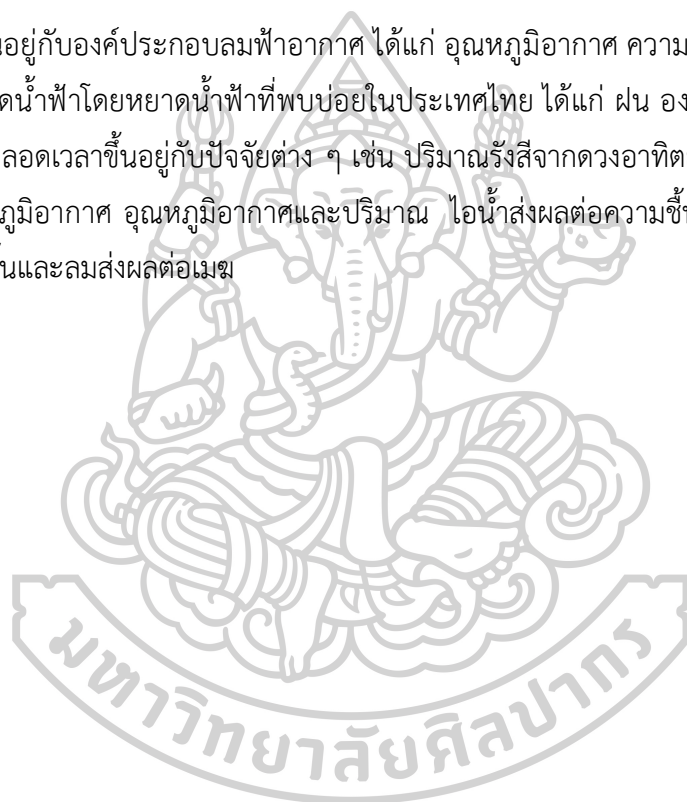 นอยู่กับองค์ประกอบลมฟ้าอากาศ ได้แก่ อุณหภูมิอากาศ ความ
ดน้ำฟ้าโดยหยาดน้ำฟ้าที่พบบ่อยในประเทศไทย ได้แก่ ฝน อง
ลอดเวลาขึ้นอยู่กับปัจจัยต่าง ๆ เช่น ปริมาณรังสีจากดวงอาทิต
ภูมิอากาศ อุณหภูมิอากาศและปริมาณ ไอน้ำส่งผลต่อความชื้
นและลมส่งผลต่อเมฆ
มหาวิทยาลัยศิลปากร